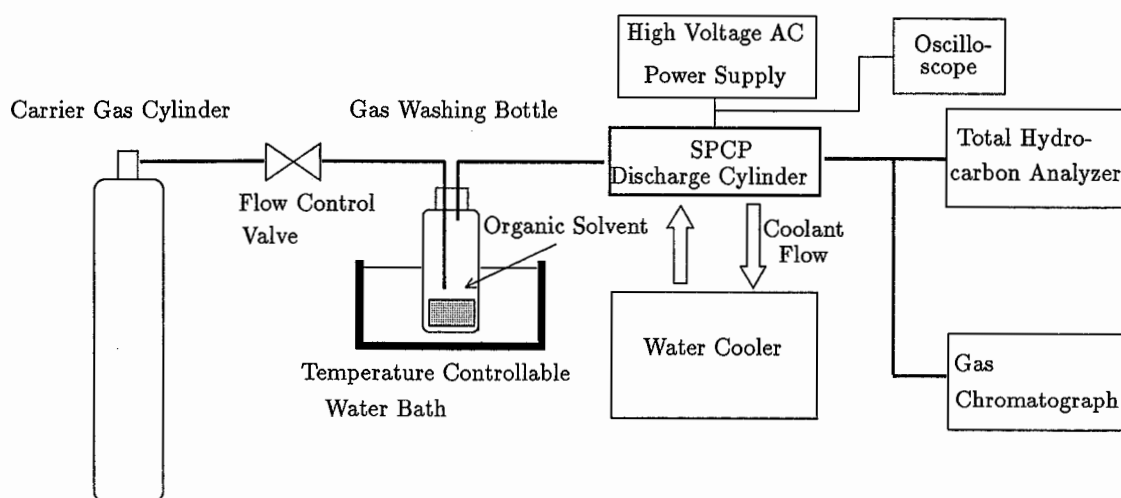 High Voltage AC
Power Supply
Oscillo-
scope
Carrier Gas Cylinder
Gas Washing Bottle
SPCP
Discharge Cylinder
Total Hydro-
carbon Analyzer
Flow Control
Valve
Organic Solvent
Coolant
Flow
Water Cooler
Temperature Controllable
Water Bath
Gas
Chromatograph